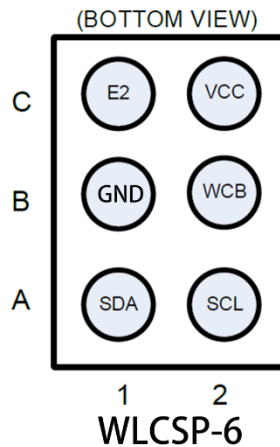 (BOTTOM VIEW)
C E2 VCC
B GND WCB
A SDA SCL
1 2
WLCSP-6